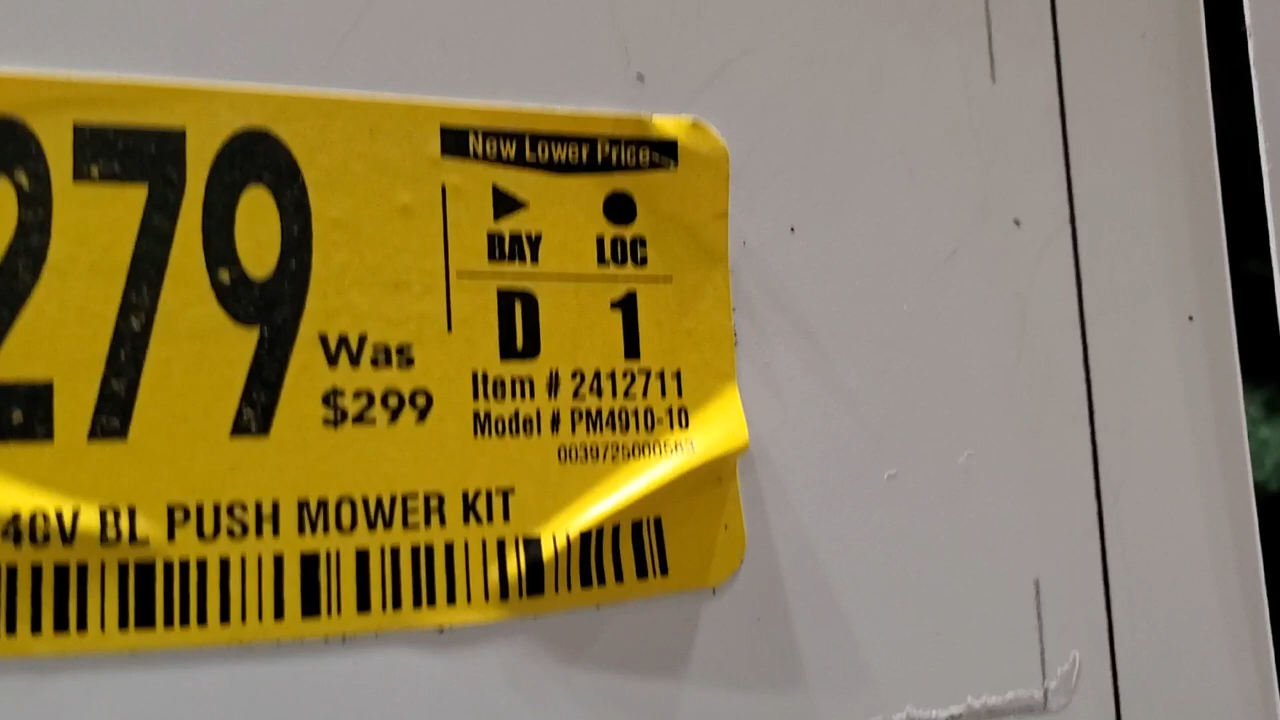 New Lower Price
279
BAY LOC
D 1
Was
$299
Item # 2412711
Model # PM4910-10
40V BL PUSH MOWER KIT